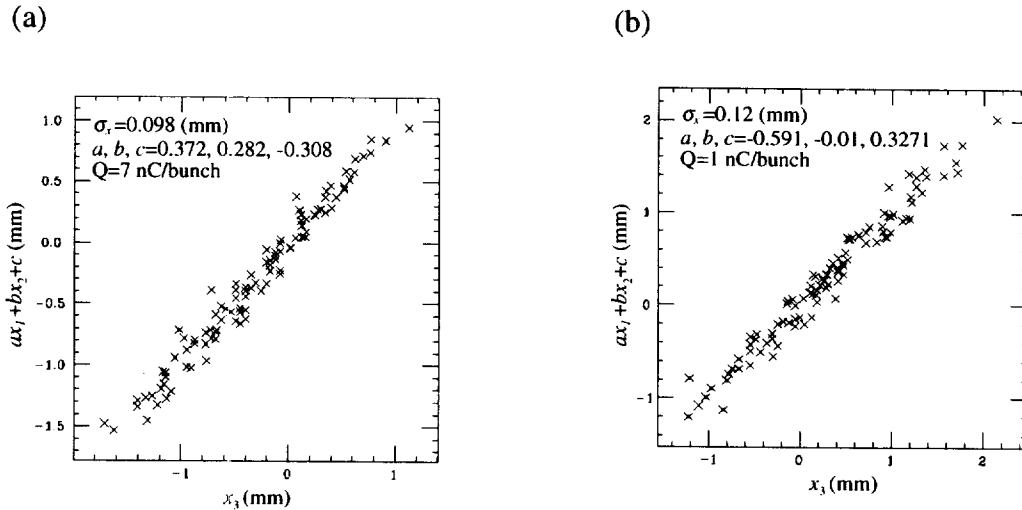 (a)
(b)
σx=0.098 (mm)
a, b, c=0.372, 0.282, -0.308
Q=7 nC/bunch
1.0
0.5
0.0
-0.5
-1.0
-1.5
ax1+bx2+c (mm)
-1
0
1
x3 (mm)
σx=0.12 (mm)
a, b, c=-0.591, -0.01, 0.3271
Q=1 nC/bunch
2
1
0
-1
ax1+bx2+c (mm)
-1
0
1
2
x3 (mm)